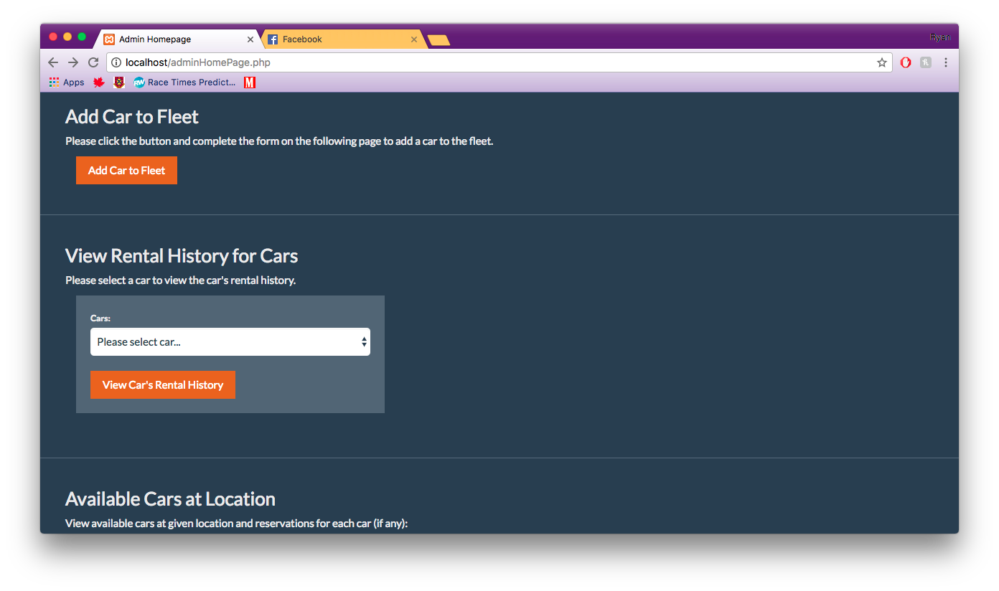 Admin Homepage Facebook Ryan
localhost/adminHomePage.php
Apps RW Race Times Predict... M
Add Car to Fleet
Please click the button and complete the form on the following page to add a car to the fleet.
Add Car to Fleet
View Rental History for Cars
Please select a car to view the car's rental history.
Cars:
Please select car...
View Car's Rental History
Available Cars at Location
View available cars at given location and reservations for each car (if any):